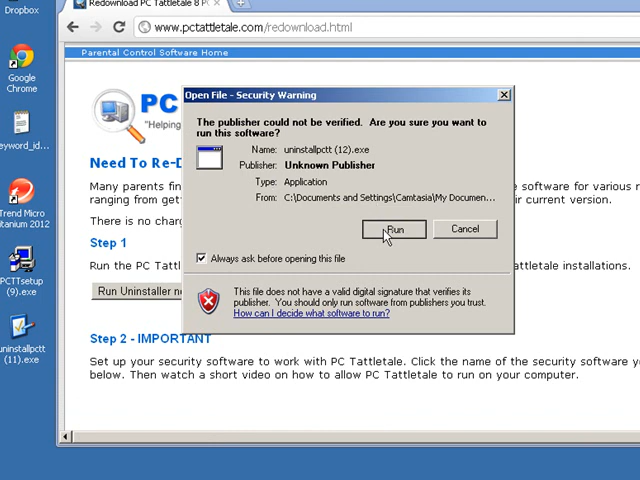 Dropbox
Google
Chrome
eyword_id...
Trend Micro
itanium 2012
PCTTsetup
(9).exe
uninstallpctt
(11).exe
Redownload PC Tattletale 8 P
www.pctattletale.com/redownload.html
Parental Control Software Home
PC
"Helping
Need To Re-D
Many parents fin
e software for various r
ranging from get
ir current version.
There is no charg
Step 1
Run the PC Tatt
attletale installations.
Run Uninstaller no
Step 2 - IMPORTANT
Set up your security software to work with PC Tattletale. Click the name of the security software y
below. Then watch a short video on how to allow PC Tattletale to run on your computer.
Open File - Security Warning
The publisher could not be verified. Are you sure you want to
run this software?
Name: uninstallpctt (12).exe
Publisher: Unknown Publisher
Type: Application
From: C:\Documents and Settings\Camtasia\My Documen...
Run
Cancel
Always ask before opening this file
This file does not have a valid digital signature that verifies its
publisher. You should only run software from publishers you trust.
How can I decide what software to run?